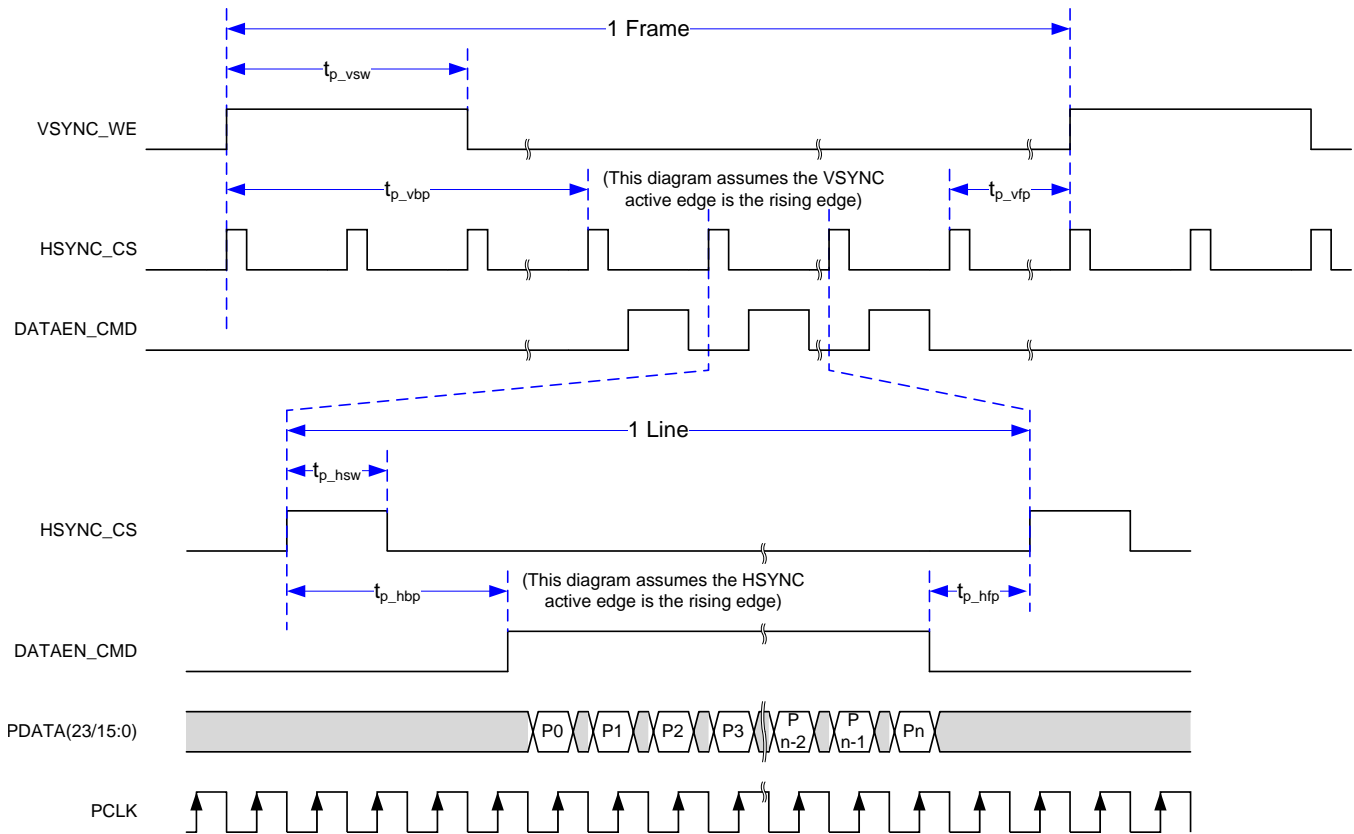 1 Frame
tp_vsw
VSYNC_WE
tp_vbp
(This diagram assumes the VSYNC
active edge is the rising edge)
tp_vfp
HSYNC_CS
DATAEN_CMD
1 Line
tp_hsw
HSYNC_CS
tp_hbp
(This diagram assumes the HSYNC
active edge is the rising edge)
tp_hfp
DATAEN_CMD
PDATA(23/15:0)
P0
P1
P2
P3
P
n-2
P
n-1
Pn
PCLK